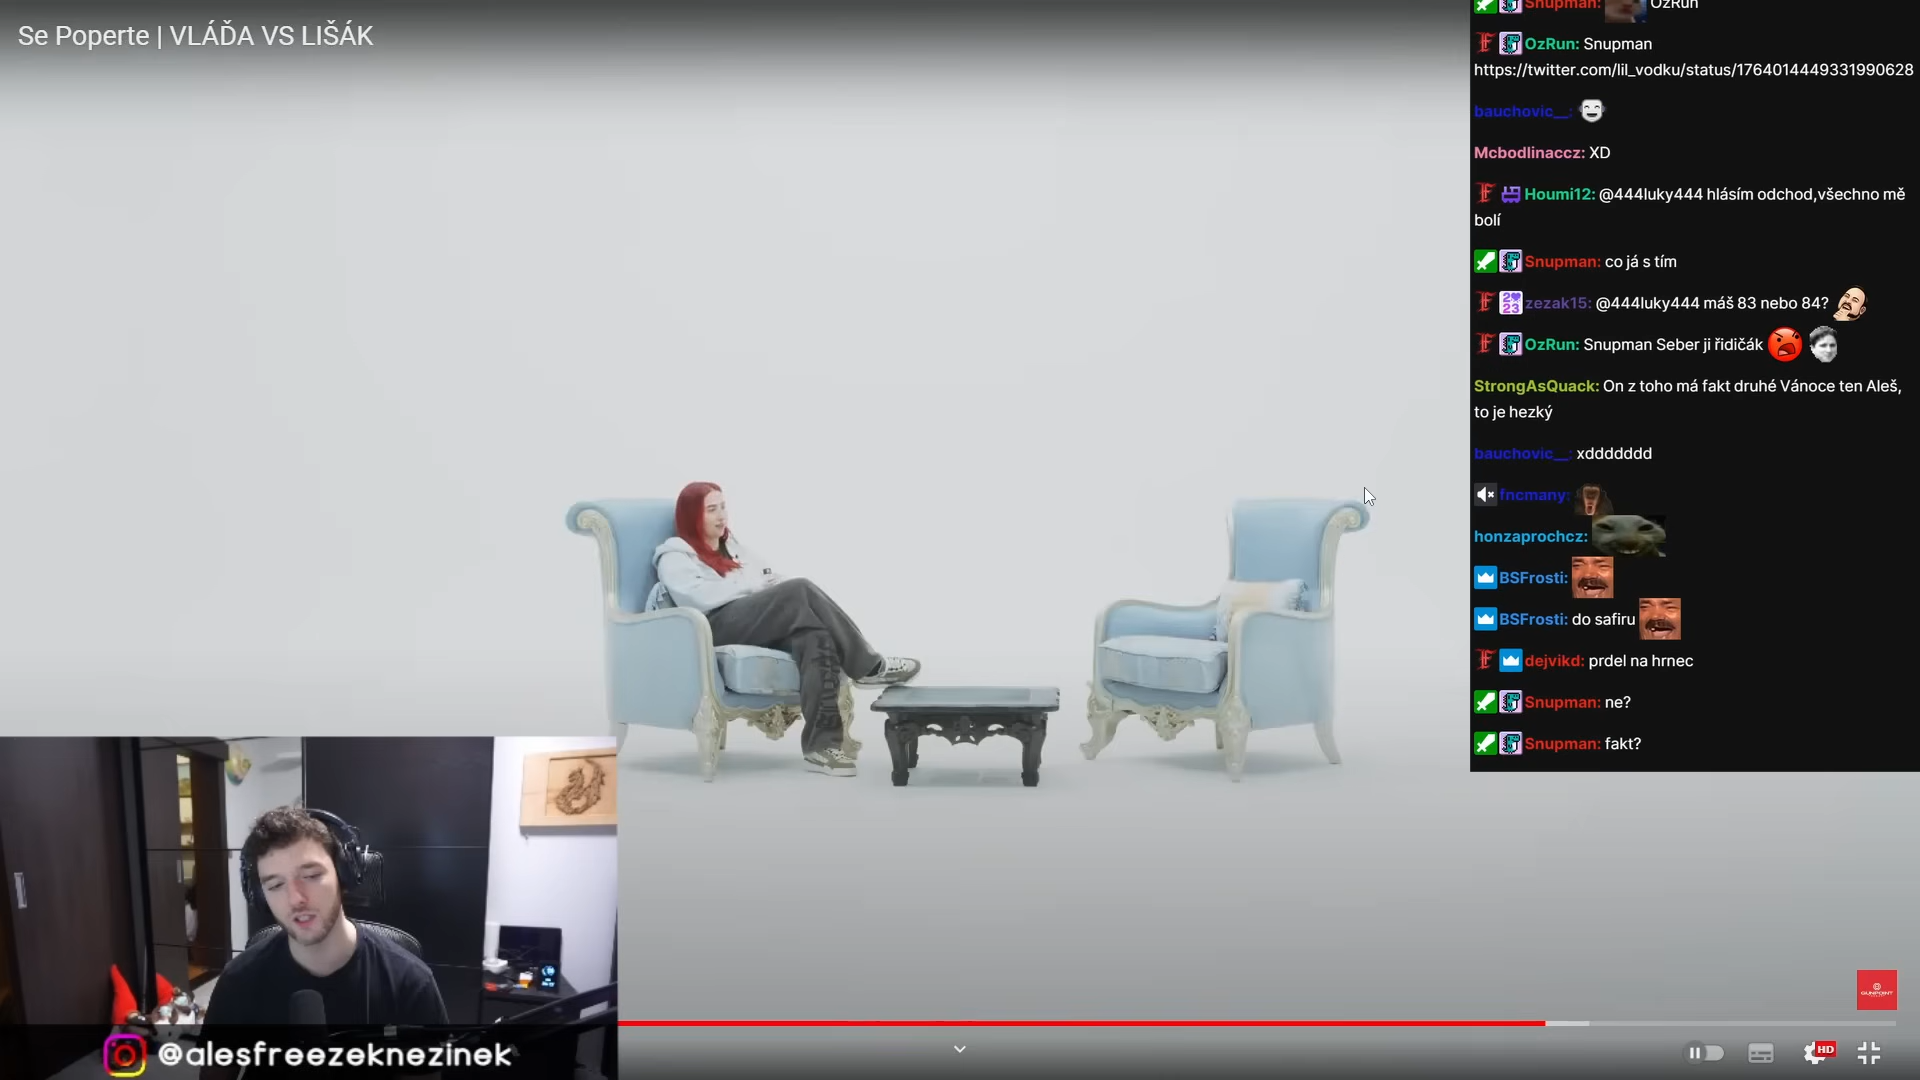 Se Poperte | VLÁĎA VS LIŠÁK
Snupman: OzRun
OzRun: Snupman
https://twitter.com/lil_vodku/status/1764014449331990628
bauchovic__:
Mcbodlinaccz: XD
Houmi12: @444luky444 hlásím odchod,všechno mě
bolí
Snupman: co já s tím
zezak15: @444luky444 máš 83 nebo 84?
OzRun: Snupman Seber ji řidičák
StrongAsQuack: On z toho má fakt druhé Vánoce ten Aleš,
to je hezký
bauchovic__: xddddddd
fncmany:
honzaprochcz:
BSFrosti:
BSFrosti: do safiru
dejvikd: prdel na hrnec
Snupman: ne?
Snupman: fakt?
GUNPOINT
@alesfreezeknezinek
HD